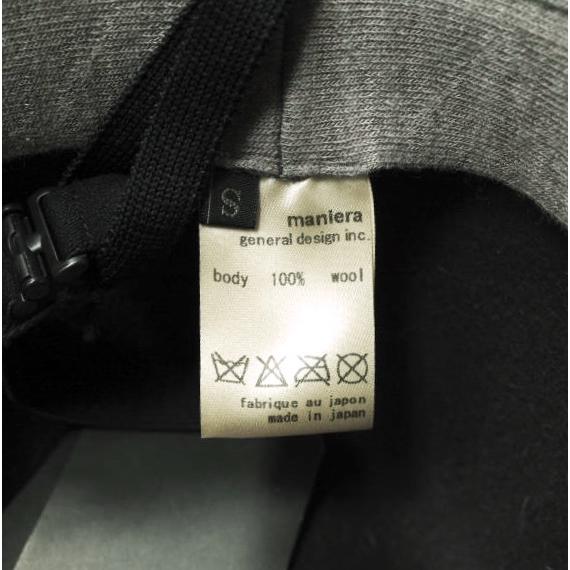 S
maniera
general design inc.
body 100% wool
fabrique au japon
made in japan